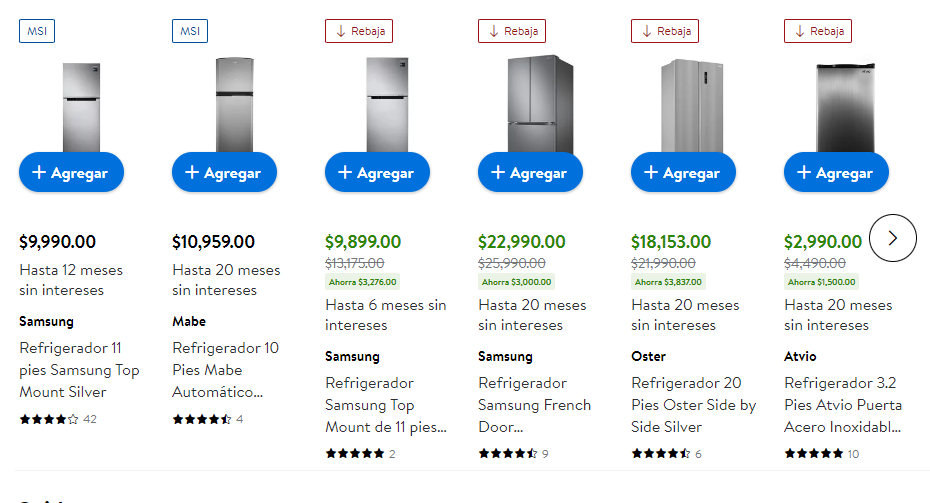 MSI
Agregar
$9,990.00
Hasta 12 meses
sin intereses
Samsung
Refrigerador 11
pies Samsung Top
Mount Silver
42
MSI
Agregar
$10,959.00
Hasta 20 meses
sin intereses
Mabe
Refrigerador 10
Pies Mabe
Automático...
4
Rebaja
Agregar
$9,899.00
$13,175.00
Ahorra $3,276.00
Hasta 6 meses sin
intereses
Samsung
Refrigerador
Samsung Top
Mount de 11 pies...
2
Rebaja
Agregar
$22,990.00
$25,990.00
Ahorra $3,000.00
Hasta 20 meses
sin intereses
Samsung
Refrigerador
Samsung French
Door...
9
Rebaja
Agregar
$18,153.00
$21,990.00
Ahorra $3,837.00
Hasta 20 meses
sin intereses
Oster
Refrigerador 20
Pies Oster Side by
Side Silver
6
Rebaja
Agregar
$2,990.00
$4,490.00
Ahorra $1,500.00
Hasta 20 meses
sin intereses
Atvio
Refrigerador 3.2
Pies Atvio Puerta
Acero Inoxidabl...
10